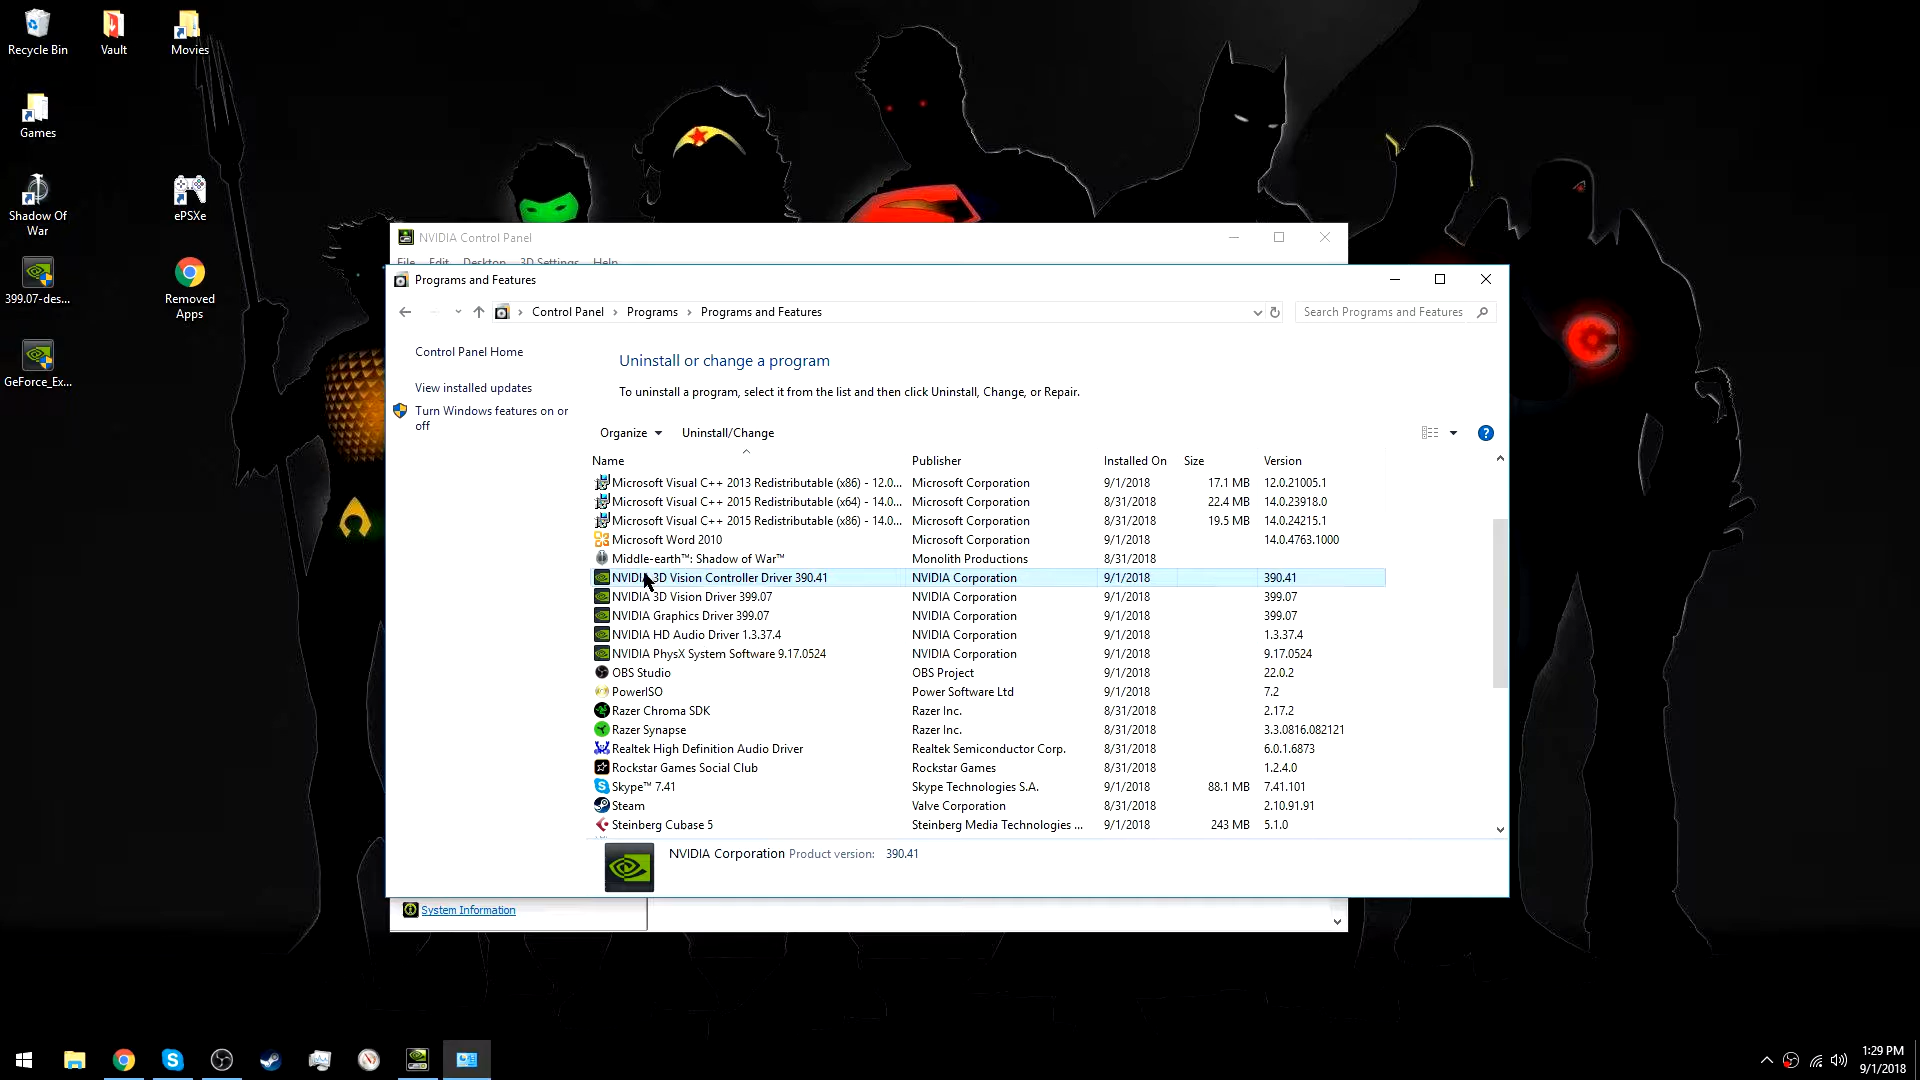 Recycle Bin
Vault
Movies
Games
Shadow Of
War
ePSXe
399.07-des...
Removed
Apps
GeForce_Ex...
NVIDIA Control Panel
File Edit Desktop 3D Settings Help
Programs and Features
Control Panel Programs Programs and Features
Search Programs and Features
Control Panel Home
View installed updates
Turn Windows features on or
off
Uninstall or change a program
To uninstall a program, select it from the list and then click Uninstall, Change, or Repair.
Organize Uninstall/Change
Name Publisher Installed On Size Version
Microsoft Visual C++ 2013 Redistributable (x86) - 12.0... Microsoft Corporation 9/1/2018 17.1 MB 12.0.21005.1
Microsoft Visual C++ 2015 Redistributable (x64) - 14.0... Microsoft Corporation 8/31/2018 22.4 MB 14.0.23918.0
Microsoft Visual C++ 2015 Redistributable (x86) - 14.0... Microsoft Corporation 8/31/2018 19.5 MB 14.0.24215.1
Microsoft Word 2010 Microsoft Corporation 9/1/2018 14.0.4763.1000
Middle-earth™: Shadow of War™ Monolith Productions 8/31/2018
NVIDIA 3D Vision Controller Driver 390.41 NVIDIA Corporation 9/1/2018 390.41
NVIDIA 3D Vision Driver 399.07 NVIDIA Corporation 9/1/2018 399.07
NVIDIA Graphics Driver 399.07 NVIDIA Corporation 9/1/2018 399.07
NVIDIA HD Audio Driver 1.3.37.4 NVIDIA Corporation 9/1/2018 1.3.37.4
NVIDIA PhysX System Software 9.17.0524 NVIDIA Corporation 9/1/2018 9.17.0524
OBS Studio OBS Project 9/1/2018 22.0.2
PowerISO Power Software Ltd 9/1/2018 7.2
Razer Chroma SDK Razer Inc. 8/31/2018 2.17.2
Razer Synapse Razer Inc. 8/31/2018 3.3.0816.082121
Realtek High Definition Audio Driver Realtek Semiconductor Corp. 8/31/2018 6.0.1.6873
Rockstar Games Social Club Rockstar Games 8/31/2018 1.2.4.0
Skype™ 7.41 Skype Technologies S.A. 9/1/2018 88.1 MB 7.41.101
Steam Valve Corporation 8/31/2018 2.10.91.91
Steinberg Cubase 5 Steinberg Media Technologies ... 9/1/2018 243 MB 5.1.0
NVIDIA Corporation Product version: 390.41
System Information
1:29 PM
9/1/2018